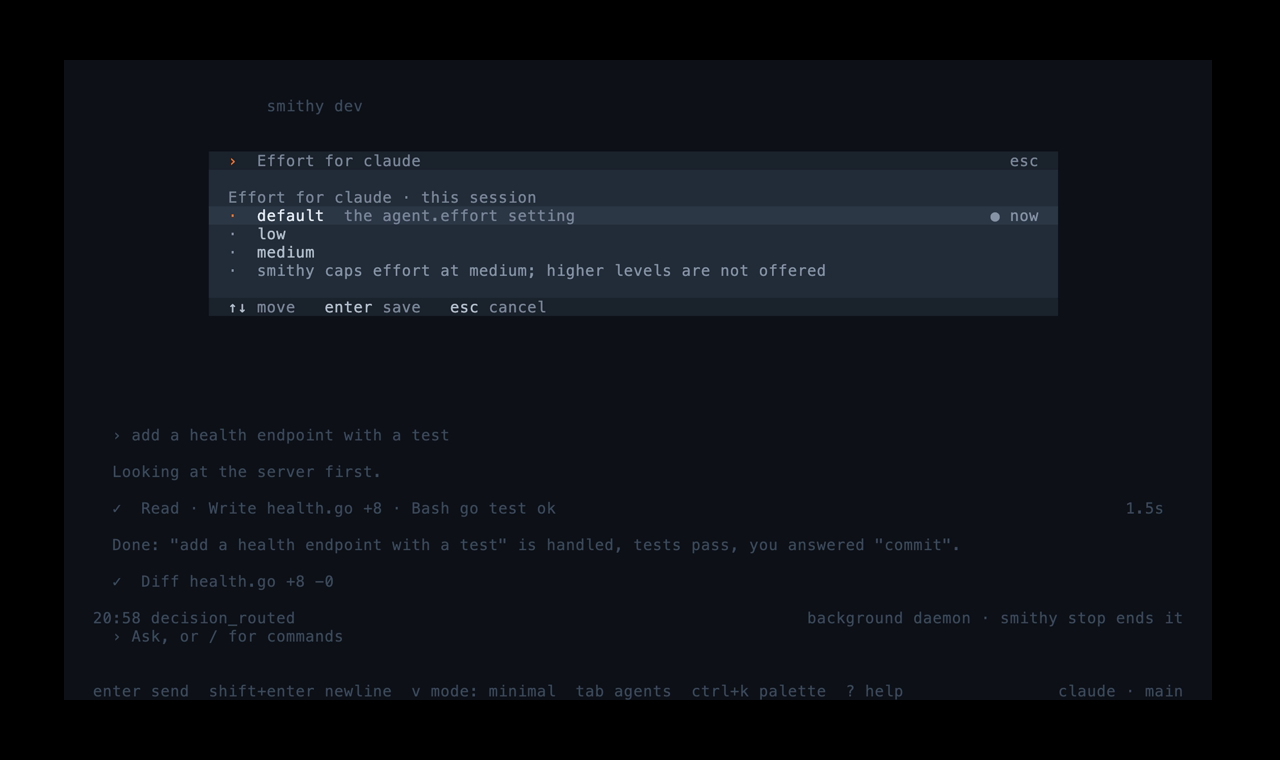 smithy dev
› Effort for claude esc
Effort for claude · this session
· default the agent.effort setting ● now
· low
· medium
· smithy caps effort at medium; higher levels are not offered
↑↓ move enter save esc cancel
› add a health endpoint with a test
Looking at the server first.
✓ Read · Write health.go +8 · Bash go test ok 1.5s
Done: "add a health endpoint with a test" is handled, tests pass, you answered "commit".
✓ Diff health.go +8 −0
20:58 decision_routed background daemon · smithy stop ends it
› Ask, or / for commands
enter send shift+enter newline v mode: minimal tab agents ctrl+k palette ? help claude · main